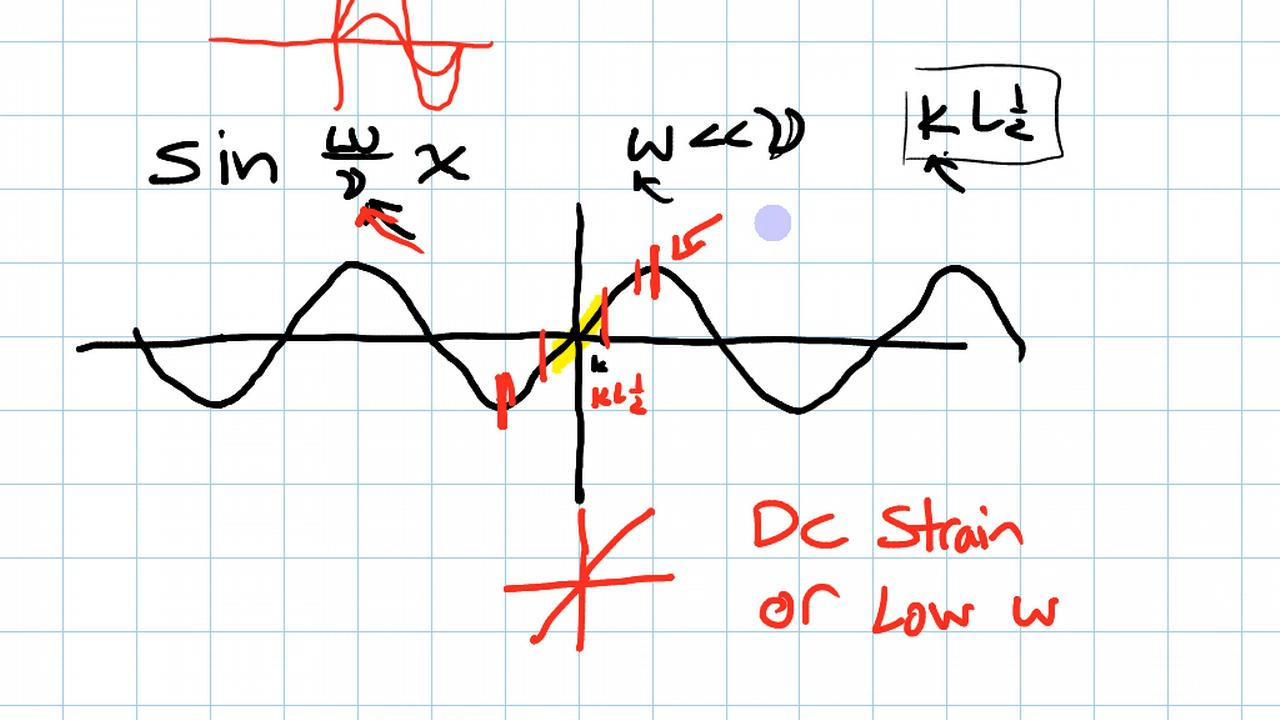 sin ω/ν x
ω << ν
k
k L 1/2
k
k L 1/2
DC Strain
or Low ω